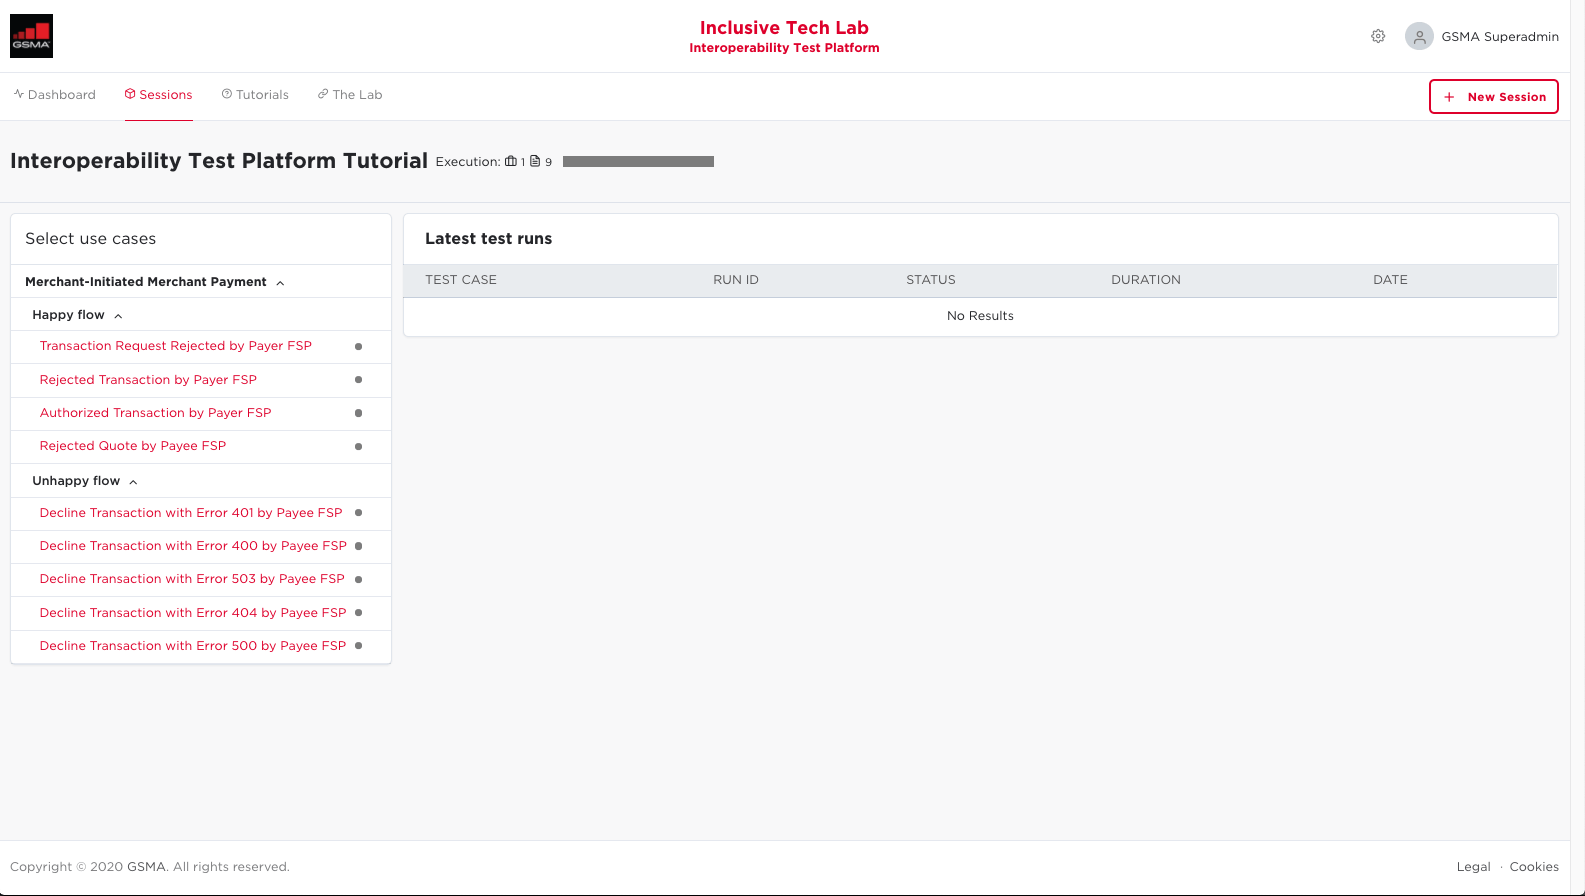 GSMA
Inclusive Tech Lab
Interoperability Test Platform
GSMA Superadmin
Dashboard
Sessions
Tutorials
The Lab
+ New Session
Interoperability Test Platform Tutorial
Execution: 1 9
Select use cases
Merchant-Initiated Merchant Payment
Happy flow
Transaction Request Rejected by Payer FSP
Rejected Transaction by Payer FSP
Authorized Transaction by Payer FSP
Rejected Quote by Payee FSP
Unhappy flow
Decline Transaction with Error 401 by Payee FSP
Decline Transaction with Error 400 by Payee FSP
Decline Transaction with Error 503 by Payee FSP
Decline Transaction with Error 404 by Payee FSP
Decline Transaction with Error 500 by Payee FSP
Latest test runs
TEST CASE RUN ID STATUS DURATION DATE
No Results
Copyright © 2020 GSMA. All rights reserved.
Legal · Cookies